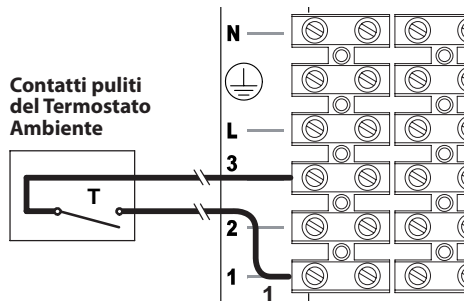 N
Contatti puliti
del Termostato
Ambiente
L
3
T
2
1
1